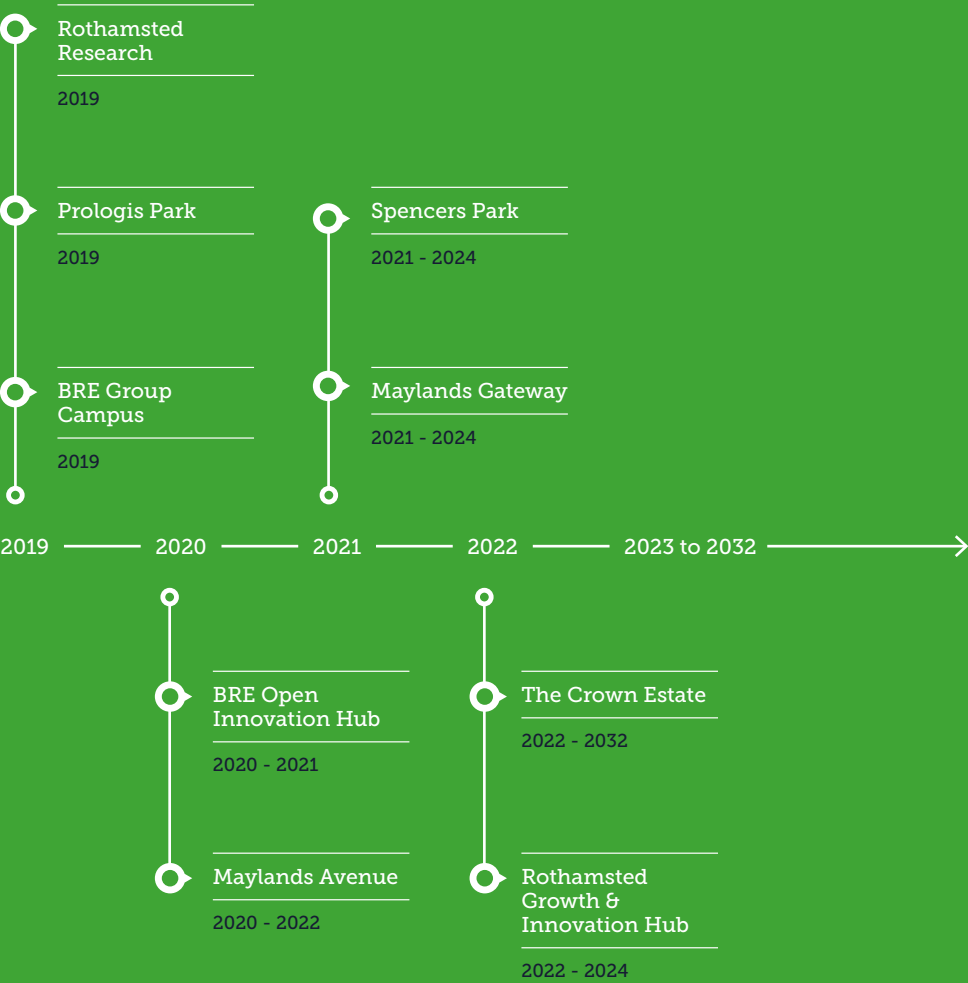 Rothamsted
Research
2019
Prologis Park
2019
Spencers Park
2021 - 2024
BRE Group
Campus
2019
Maylands Gateway
2021 - 2024
2019
2020
2021
2022
2023 to 2032
BRE Open
Innovation Hub
2020 - 2021
The Crown Estate
2022 - 2032
Maylands Avenue
2020 - 2022
Rothamsted
Growth &
Innovation Hub
2022 - 2024